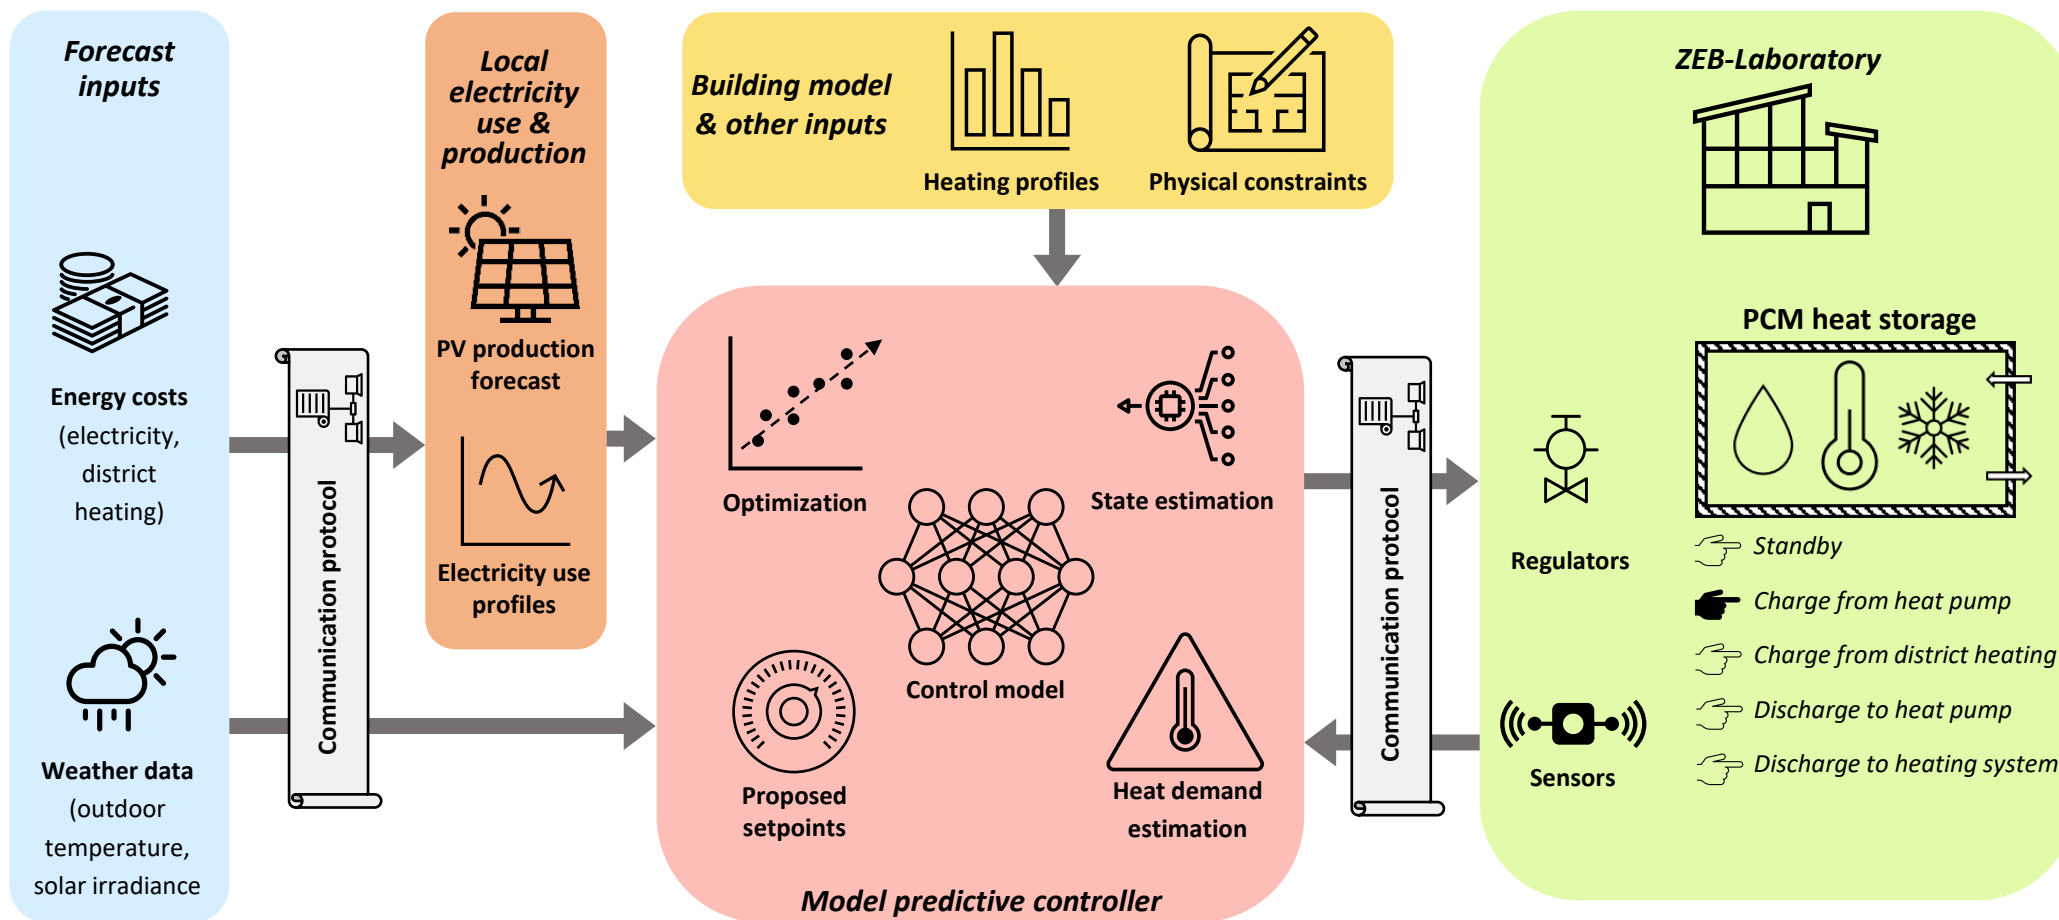 Forecast
inputs
Energy costs
(electricity,
district
heating)
Weather data
(outdoor
temperature,
solar irradiance
Communication protocol
Local
electricity
use &
production
PV production
forecast
Electricity use
profiles
Building model
& other inputs
Heating profiles
Physical constraints
Optimization
State estimation
Control model
Proposed
setpoints
Heat demand
estimation
Model predictive controller
Communication protocol
ZEB-Laboratory
PCM heat storage
Regulators
Sensors
Standby
Charge from heat pump
Charge from district heating
Discharge to heat pump
Discharge to heating system